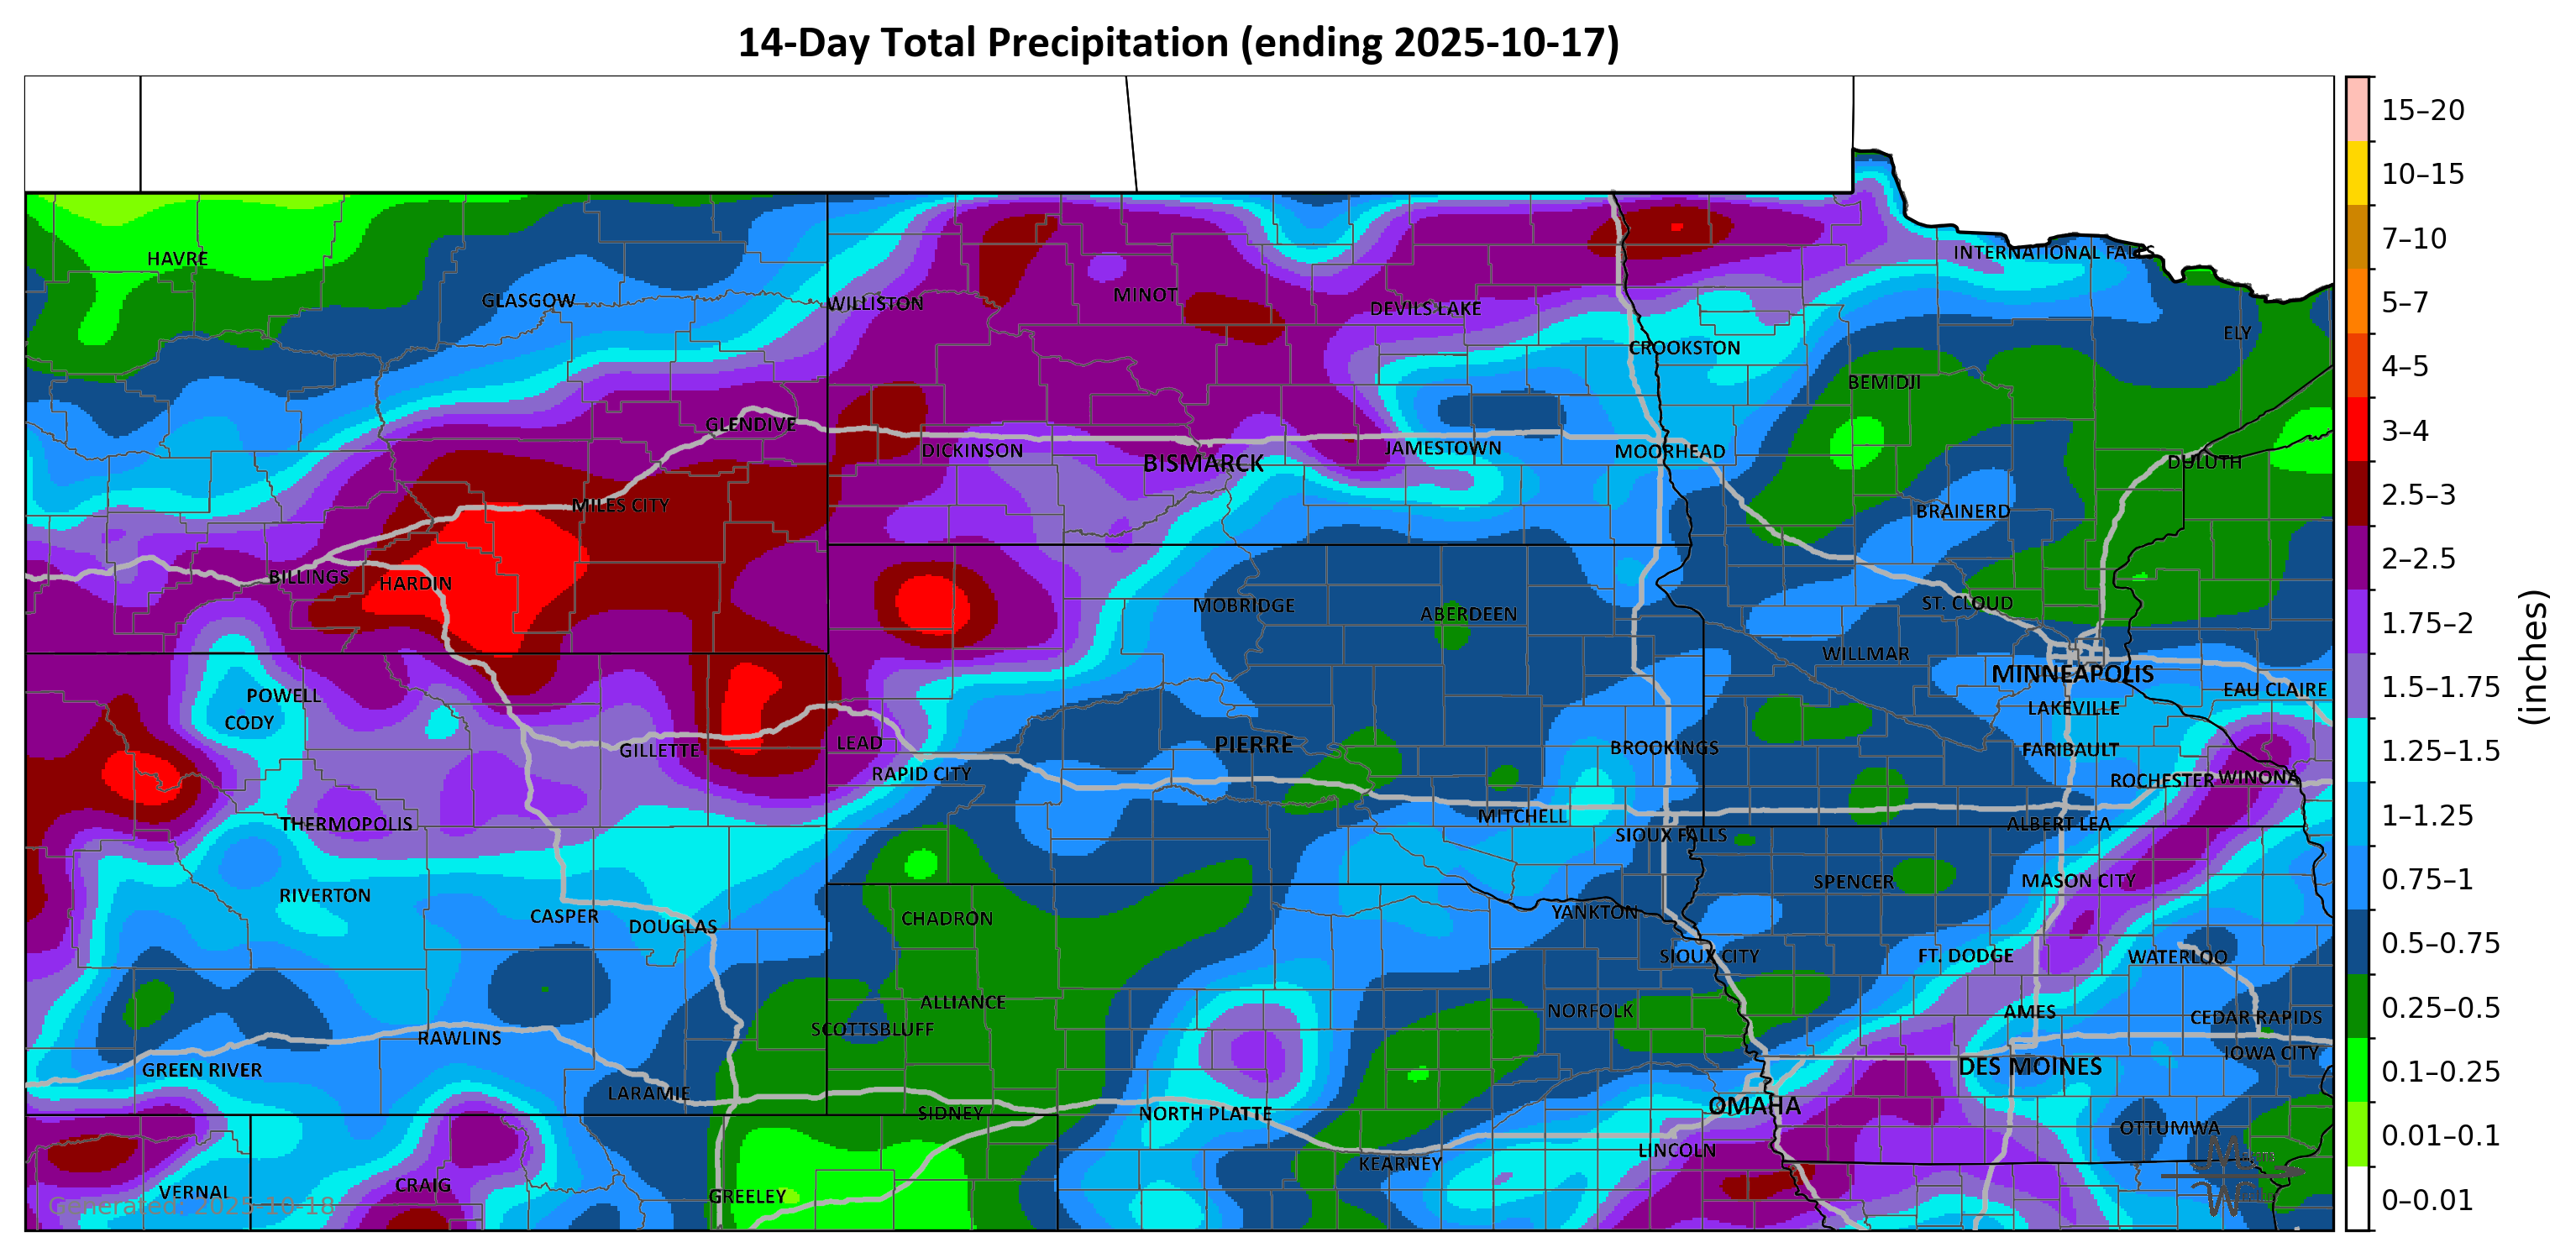 14-Day Total Precipitation (ending 2025-10-17)
HAVRE
GLASGOW
WILLISTON
MINOT
DEVILS LAKE
INTERNATIONAL FALLS
ELY
CROOKSTON
BEMIDJI
GLENDIVE
DICKINSON
BISMARCK
JAMESTOWN
MOORHEAD
DULUTH
MILES CITY
BRAINERD
BILLINGS
HARDIN
MOBRIDGE
ABERDEEN
ST. CLOUD
WILLMAR
MINNEAPOLIS
POWELL
CODY
EAU CLAIRE
LAKEVILLE
GILLETTE
LEAD
PIERRE
BROOKINGS
FARIBAULT
RAPID CITY
ROCHESTER
WINONA
THERMOPOLIS
MITCHELL
SIOUX FALLS
ALBERT LEA
RIVERTON
SPENCER
MASON CITY
CASPER
DOUGLAS
CHADRON
YANKTON
SIOUX CITY
FT. DODGE
WATERLOO
ALLIANCE
NORFOLK
AMES
SCOTTSBLUFF
CEDAR RAPIDS
RAWLINS
IOWA CITY
GREEN RIVER
DES MOINES
LARAMIE
OMAHA
SIDNEY
NORTH PLATTE
OTTUMWA
LINCOLN
KEARNEY
VERNAL
CRAIG
GREELEY
Generated: 2025-10-18
15–20
10–15
7–10
5–7
4–5
3–4
2.5–3
2–2.5
1.75–2
1.5–1.75
1.25–1.5
1–1.25
0.75–1
0.5–0.75
0.25–0.5
0.1–0.25
0.01–0.1
0–0.01
(inches)